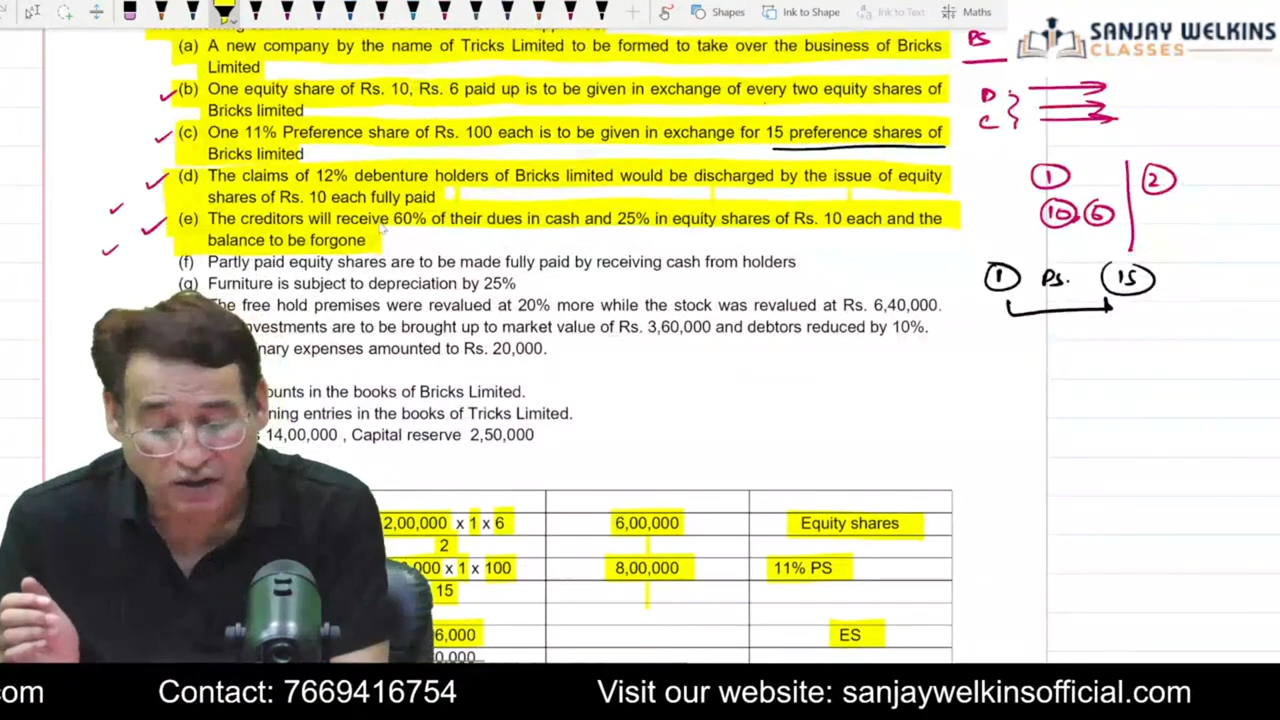 Shapes
Ink to Shape
Ink to Text
Maths
SANJAY WELKINS
CLASSES
(a) A new company by the name of Tricks Limited to be formed to take over the business of Bricks
Limited
(b) One equity share of Rs. 10, Rs. 6 paid up is to be given in exchange of every two equity shares of
Bricks limited
(c) One 11% Preference share of Rs. 100 each is to be given in exchange for 15 preference shares of
Bricks limited
(d) The claims of 12% debenture holders of Bricks limited would be discharged by the issue of equity
shares of Rs. 10 each fully paid
(e) The creditors will receive 60% of their dues in cash and 25% in equity shares of Rs. 10 each and the
balance to be forgone
(f) Partly paid equity shares are to be made fully paid by receiving cash from holders
(g) Furniture is subject to depreciation by 25%
The free hold premises were revalued at 20% more while the stock was revalued at Rs. 6,40,000.
investments are to be brought up to market value of Rs. 3,60,000 and debtors reduced by 10%.
expenses amounted to Rs. 20,000.
in the books of Bricks Limited.
entries in the books of Tricks Limited.
14,00,000 , Capital reserve 2,50,000
PS
D
C
1 2
10, 6
1 Ps. 15
2,00,000 x 1 x 6 6,00,000 Equity shares
2
000 x 1 x 100 8,00,000 11% PS
15
6,000 ES
Contact: 7669416754 Visit our website: sanjaywelkinsofficial.com